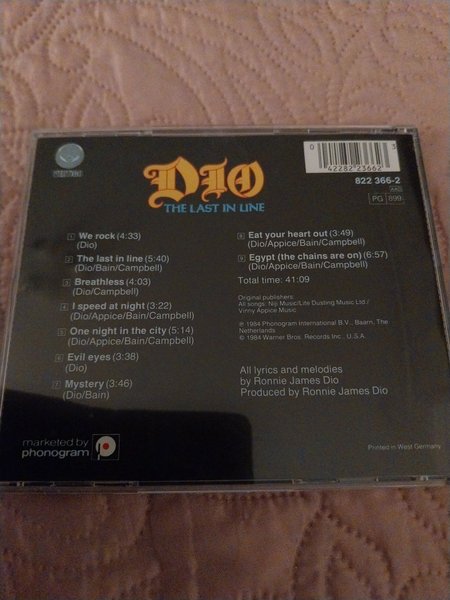 vertigo
DIO
THE LAST IN LINE
0
3
42282 23662
822 366-2
AAD
PG 899
1 We rock (4:33)
(Dio)
2 The last in line (5:40)
(Dio/Bain/Campbell)
3 Breathless (4:03)
(Dio/Campbell)
4 I speed at night (3:22)
(Dio/Appice/Bain/Campbell)
5 One night in the city (5:14)
(Dio/Appice/Bain/Campbell)
6 Evil eyes (3:38)
(Dio)
7 Mystery (3:46)
(Dio/Bain)
8 Eat your heart out (3:49)
(Dio/Appice/Bain/Campbell)
9 Egypt (the chains are on) (6:57)
(Dio/Appice/Bain/Campbell)
Total time: 41:09
Original publishers:
All songs: Niji Music/Life Dusting Music Ltd./
Vinny Appice Music
℗ 1984 Phonogram International B.V., Baarn, The
Netherlands
© 1984 Warner Bros. Records Inc., U.S.A.
All lyrics and melodies
by Ronnie James Dio
Produced by Ronnie James Dio
marketed by
phonogram
Printed in West Germany